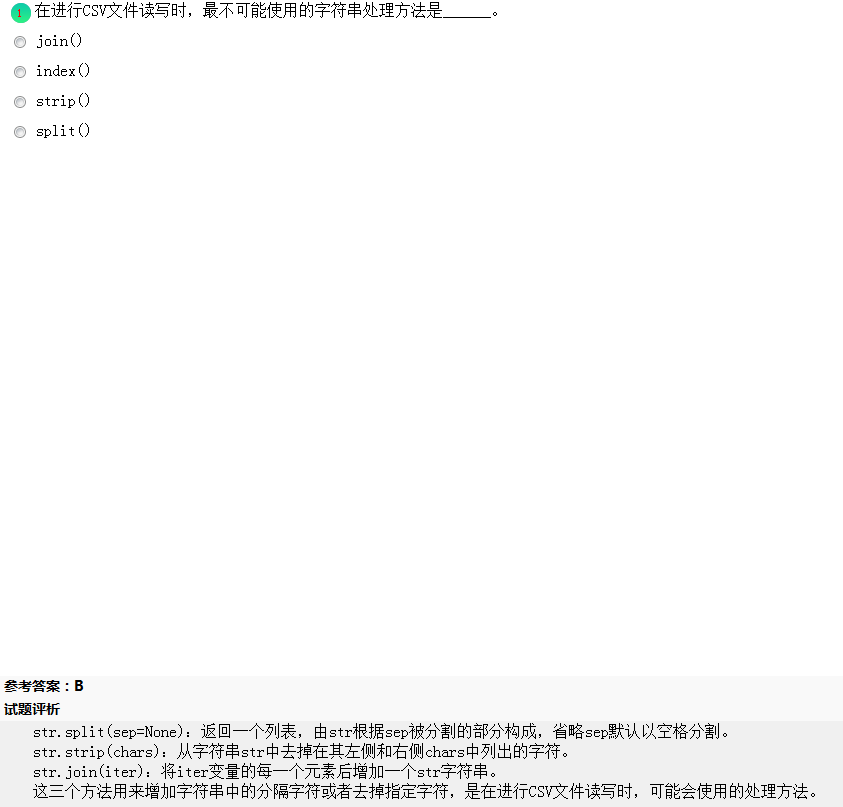 1 在进行CSV文件读写时，最不可能使用的字符串处理方法是______。
join()
index()
strip()
split()
参考答案：B
试题评析
str.split(sep=None)：返回一个列表，由str根据sep被分割的部分构成，省略sep默认以空格分割。
str.strip(chars)：从字符串str中去掉在其左侧和右侧chars中列出的字符。
str.join(iter)：将iter变量的每一个元素后增加一个str字符串。
这三个方法用来增加字符串中的分隔字符或者去掉指定字符，是在进行CSV文件读写时，可能会使用的处理方法。